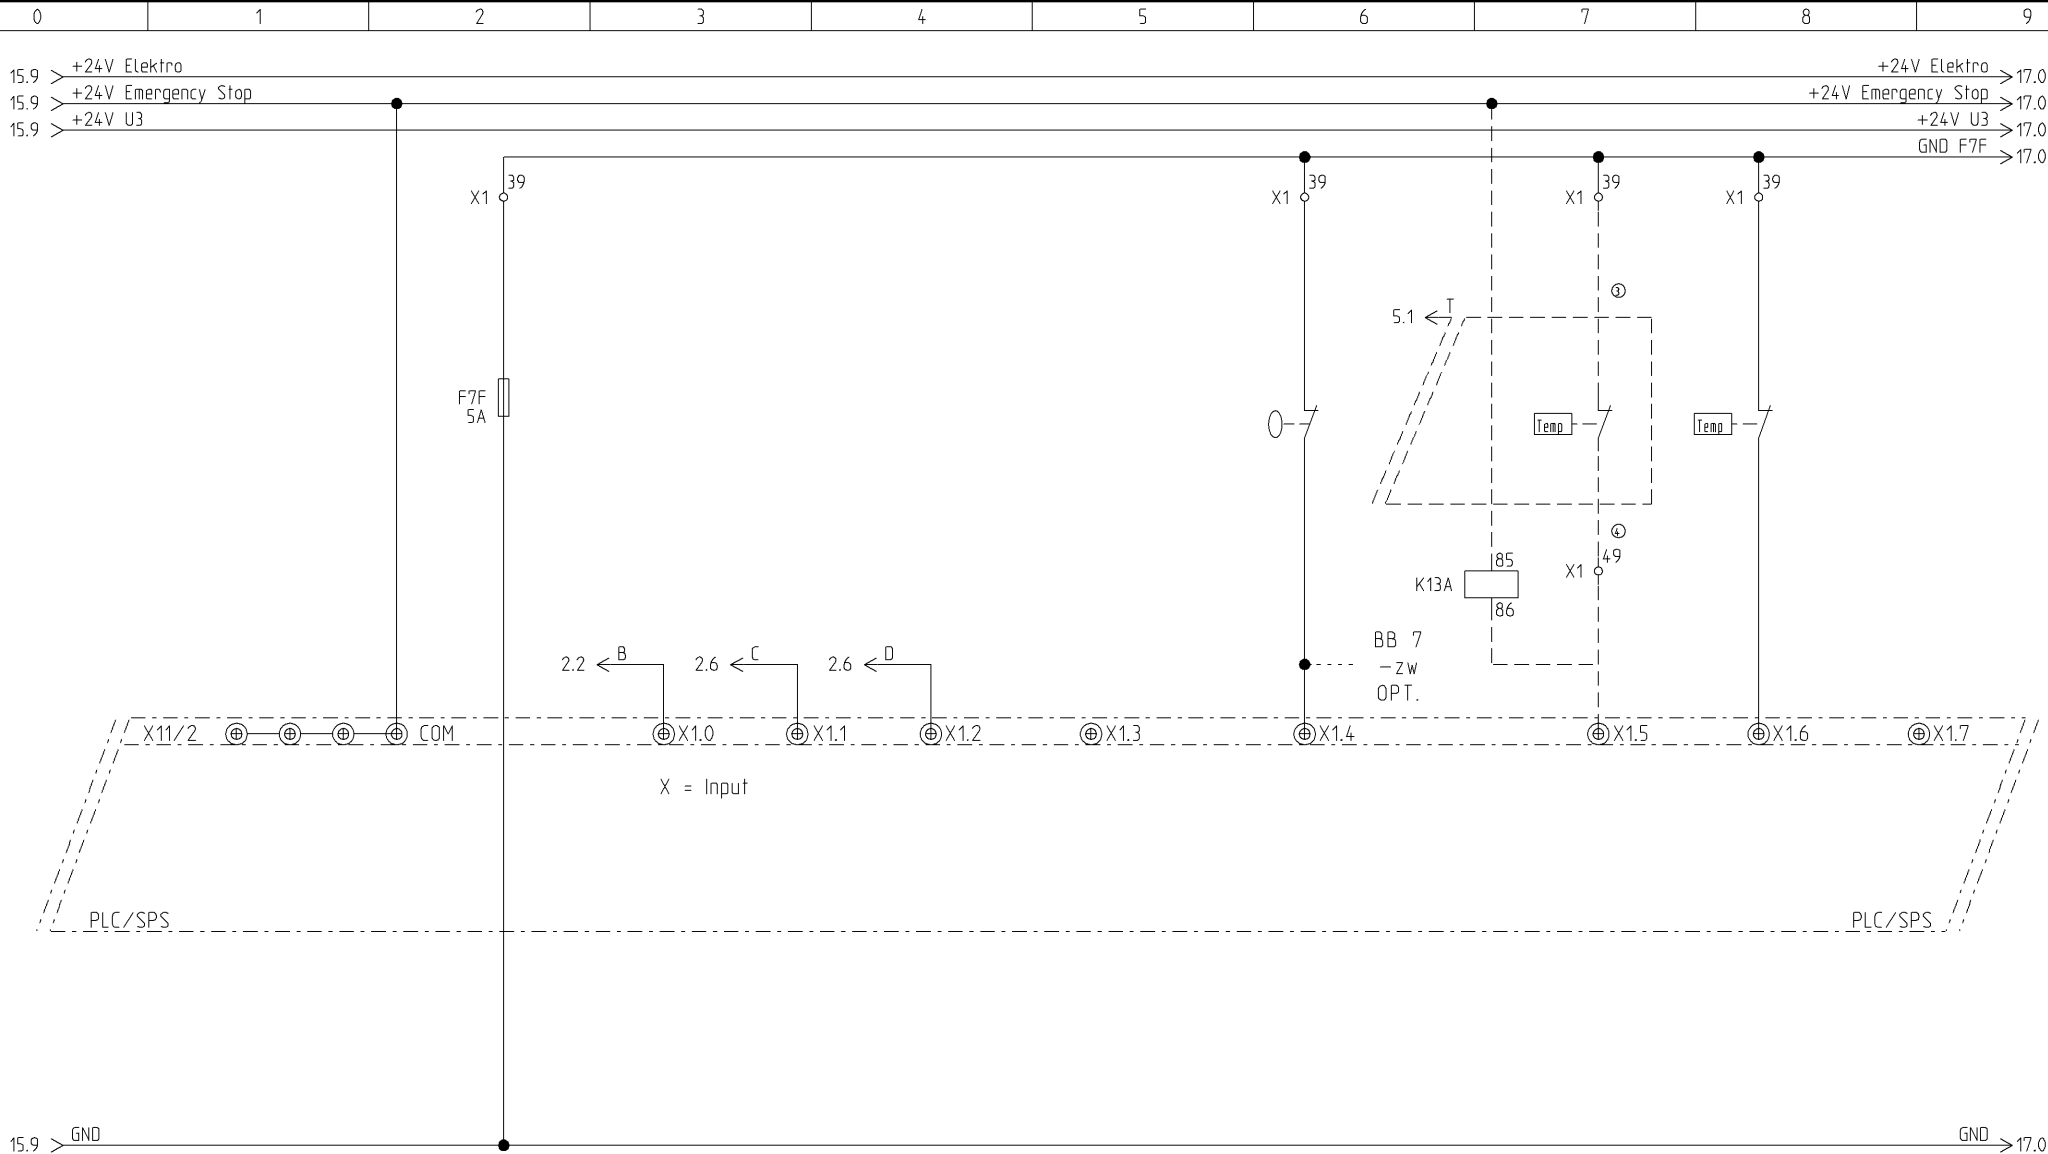 0 1 2 3 4 5 6 7 8 9
+24V Elektro +24V Elektro
15.9 17.0
+24V Emergency Stop +24V Emergency Stop
15.9 17.0
+24V U3 +24V U3
15.9 17.0
GND F7F
17.0
39 39 39 39
X1 X1 X1 X1
3
T
5.1
F7F
5A
Temp Temp
4
85 49
K13A X1
86
BB 7
2.2 B 2.6 C 2.6 D
-zw
OPT.
X11/2 COM X1.0 X1.1 X1.2 X1.3 X1.4 X1.5 X1.6 X1.7
X = Input
PLC/SPS PLC/SPS
GND GND
15.9 17.0